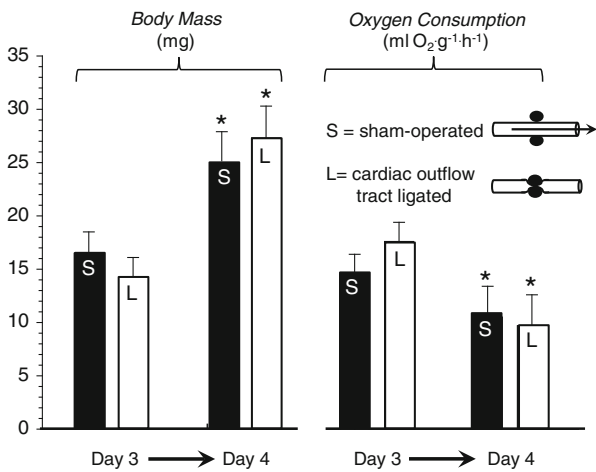 Body Mass
(mg)
Oxygen Consumption
(ml O₂·g⁻¹·h⁻¹)
35
30
25
20
15
10
5
0
S
L
*
S
*
L
S
L
*
S
*
L
S = sham-operated
L= cardiac outflow
tract ligated
Day 3 → Day 4
Day 3 → Day 4